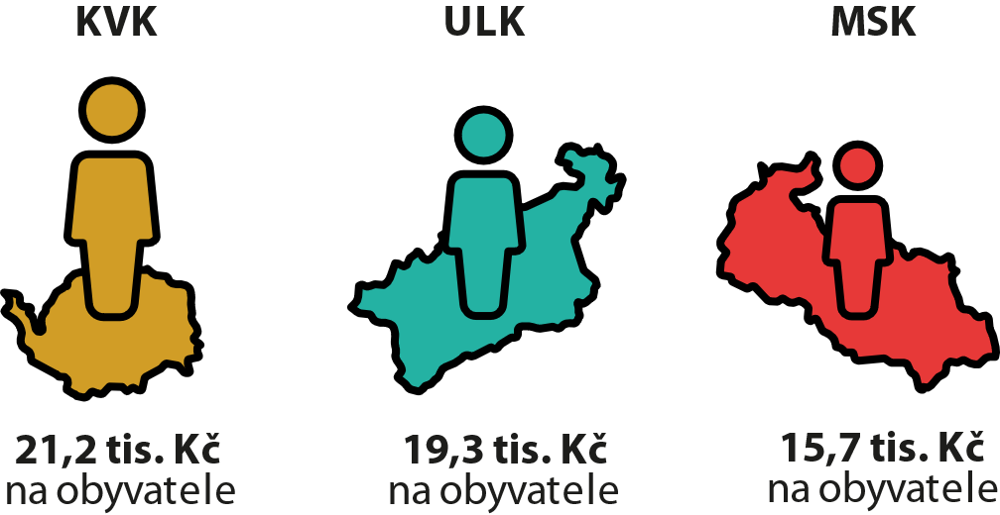 KVK
21,2 tis. Kč
na obyvatele
ULK
19,3 tis. Kč
na obyvatele
MSK
15,7 tis. Kč
na obyvatele